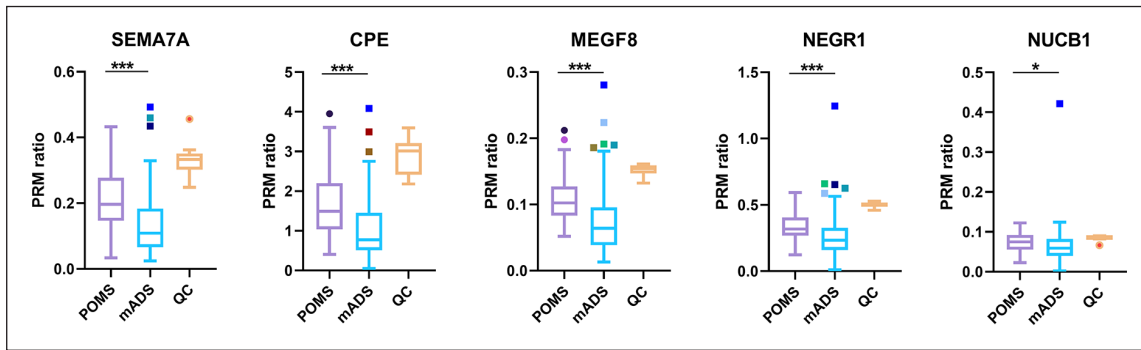 SEMA7A
PRM ratio
0.6
0.4
0.2
0.0
***
POMS
mADS
QC
CPE
PRM ratio
5
4
3
2
1
0
***
POMS
mADS
QC
MEGF8
PRM ratio
0.3
0.2
0.1
0.0
***
POMS
mADS
QC
NEGR1
PRM ratio
1.5
1.0
0.5
0.0
***
POMS
mADS
QC
NUCB1
PRM ratio
0.5
0.4
0.3
0.2
0.1
0.0
*
POMS
mADS
QC